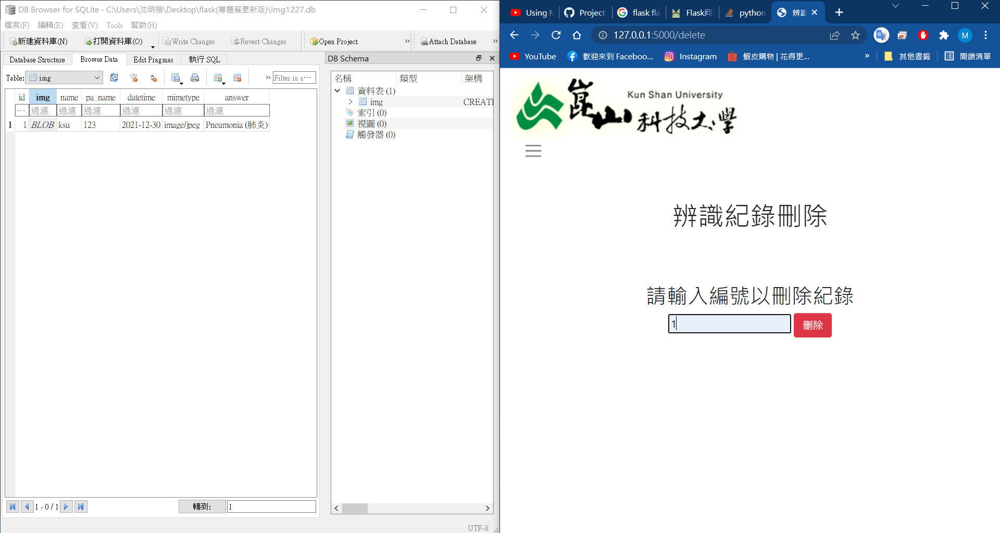 DB Browser for SQLite - C:\Users\沈明楷\Desktop\flask(專題展更新版)\img1227.db
檔案(F) 編輯(E) 查看(V) Tools 幫助(H)
新建資料庫(N) 打開資料庫(O) Write Changes Revert Changes Open Project » Attach Database »
Database Structure Browse Data Edit Pragmas 執行 SQL
Table: img » Filter in a···
id img name pa_name datetime mimetype answer
··· 過濾 過濾 過濾 過濾 過濾 過濾
1 1 BLOB ksu 123 2021-12-30 image/jpeg Pneumonia (肺炎)
1 - 0 / 1 轉到: 1
DB Schema
名稱 類型 架構
資料表 (1)
img CREATE
索引 (0)
視圖 (0)
觸發器 (0)
UTF-8
Using Project- flask fla Flask问 python 辨識
127.0.0.1:5000/delete
M
YouTube 歡迎來到 Faceboo... Instagram 蝦皮購物 | 花得更... » 其他書籤 閱讀清單
Kun Shan University
崑山科技大學
辨識紀錄刪除
請輸入編號以刪除紀錄
1 刪除